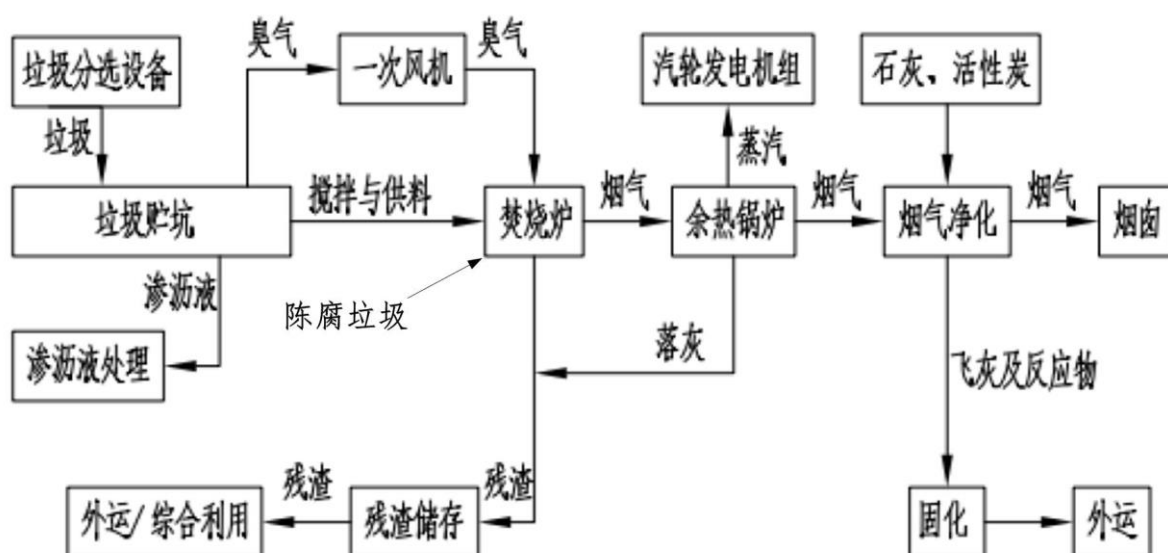 臭气
臭气
垃圾分选设备
一次风机
汽轮发电机组
石灰、活性炭
垃圾
蒸汽
搅拌与供料
烟气
烟气
烟气
垃圾贮坑
焚烧炉
余热锅炉
烟气净化
烟囱
渗沥液
陈腐垃圾
渗沥液处理
落灰
飞灰及反应物
残渣
残渣
外运/综合利用
残渣储存
固化
外运